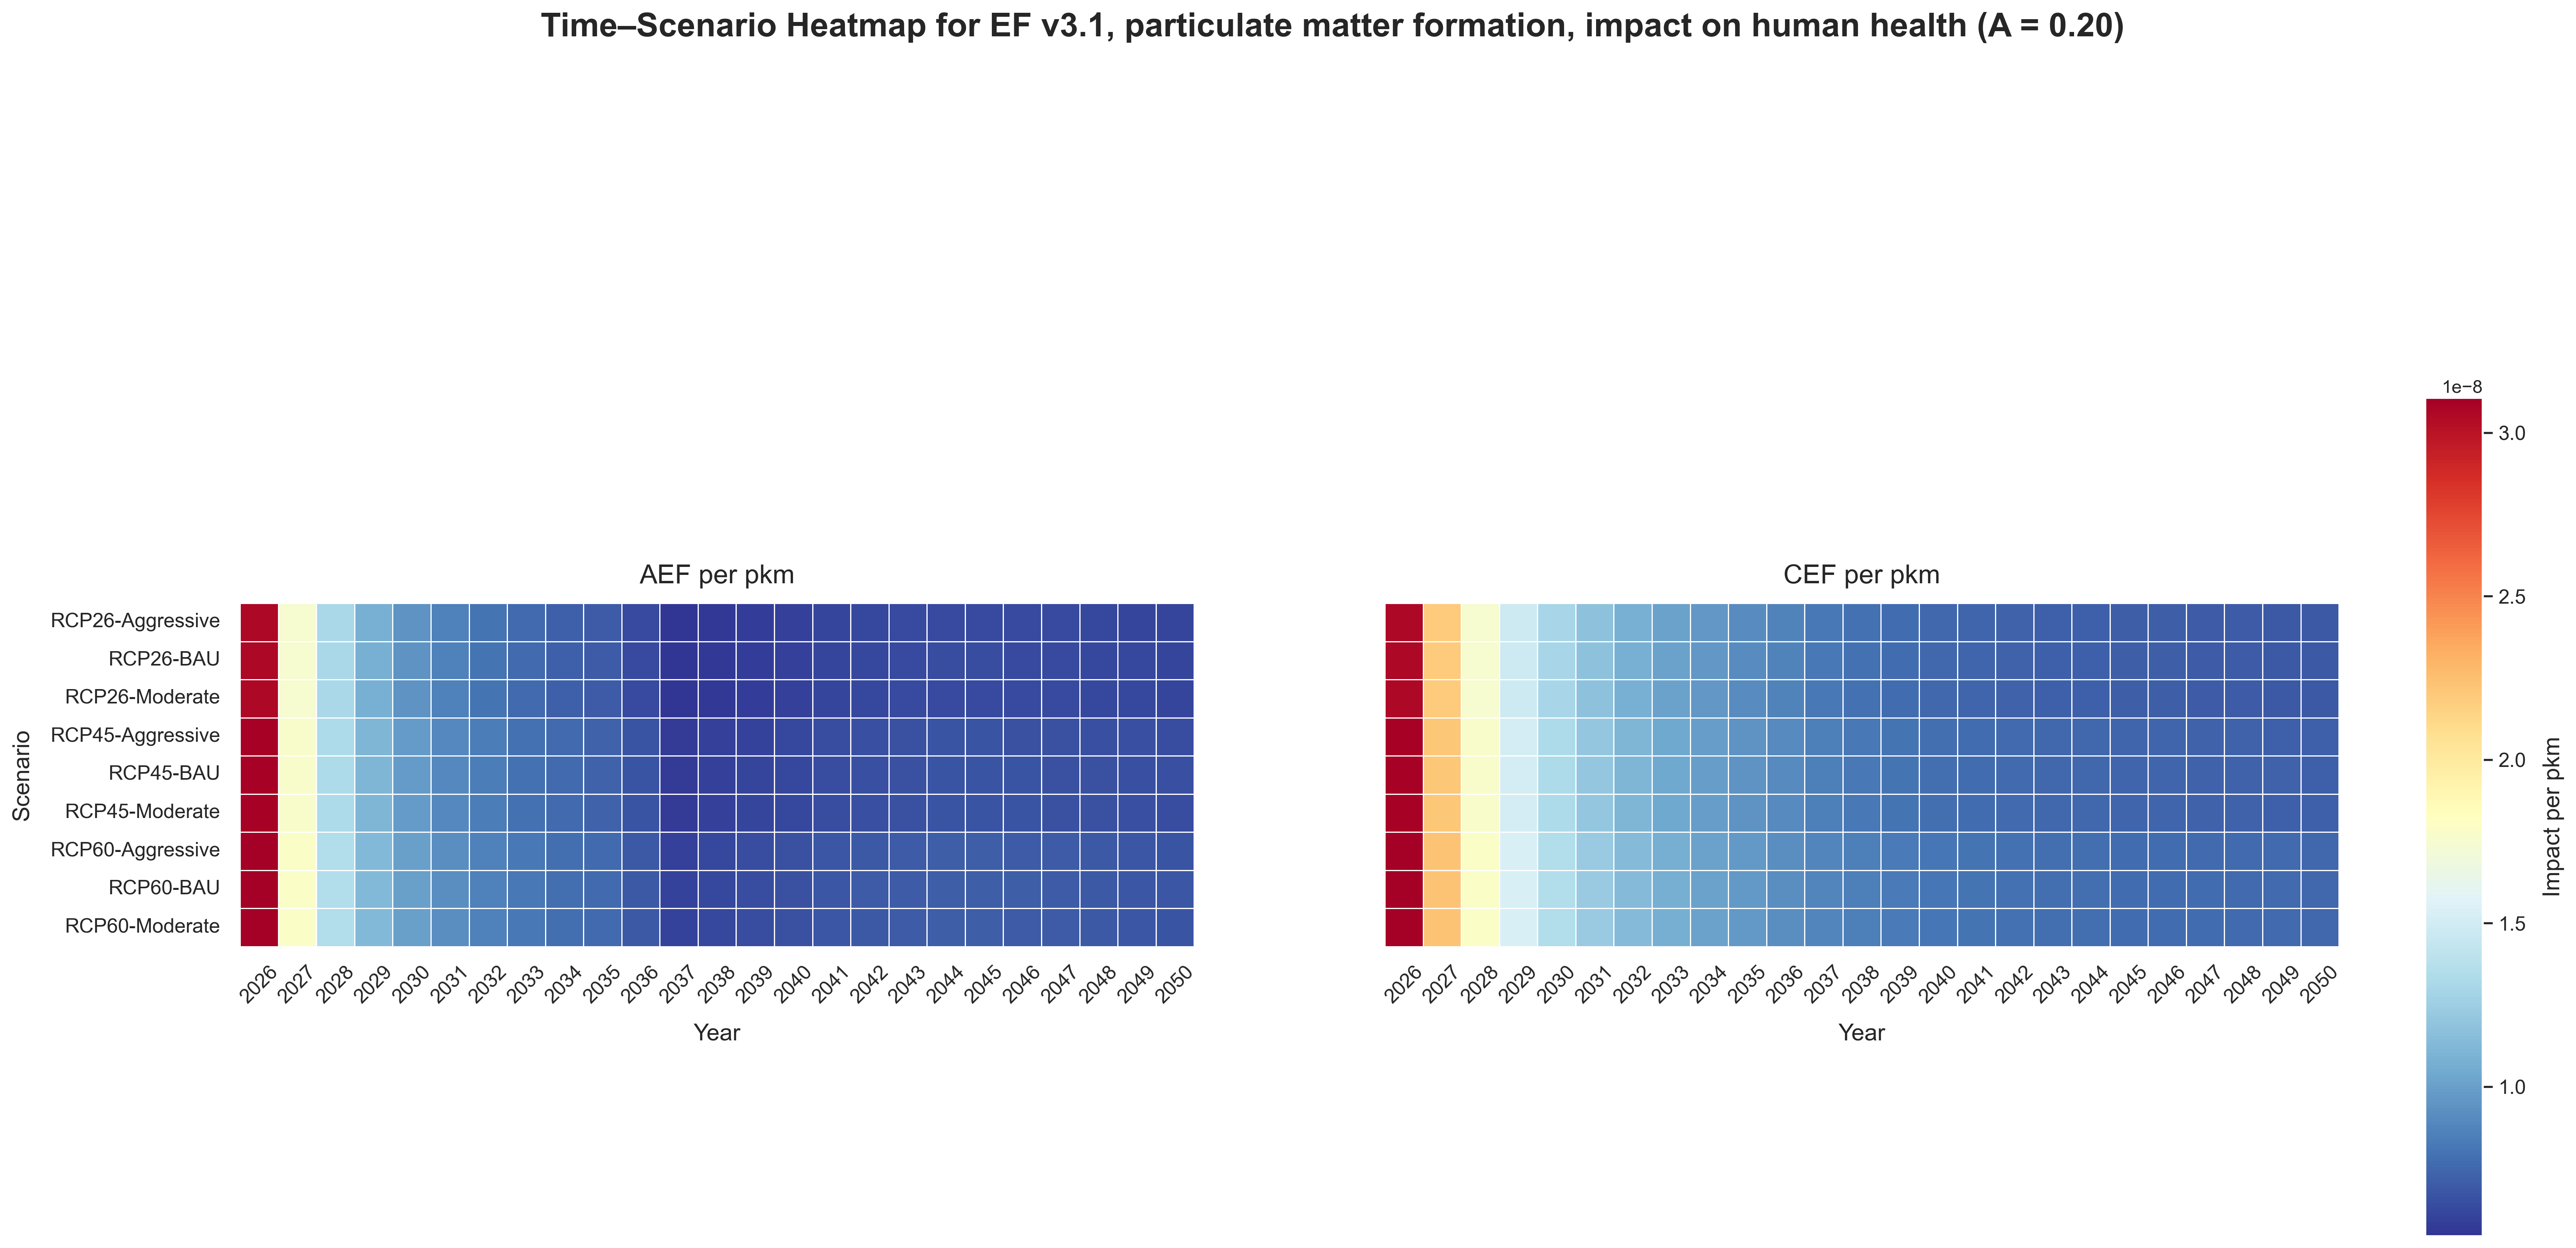 Time–Scenario Heatmap for EF v3.1, particulate matter formation, impact on human health (A = 0.20)
AEF per pkm
Scenario
RCP26-Aggressive
RCP26-BAU
RCP26-Moderate
RCP45-Aggressive
RCP45-BAU
RCP45-Moderate
RCP60-Aggressive
RCP60-BAU
RCP60-Moderate
2026 2027 2028 2029 2030 2031 2032 2033 2034 2035 2036 2037 2038 2039 2040 2041 2042 2043 2044 2045 2046 2047 2048 2049 2050
Year
CEF per pkm
2026 2027 2028 2029 2030 2031 2032 2033 2034 2035 2036 2037 2038 2039 2040 2041 2042 2043 2044 2045 2046 2047 2048 2049 2050
Year
1e−8
3.0
2.5
2.0
1.5
1.0
Impact per pkm